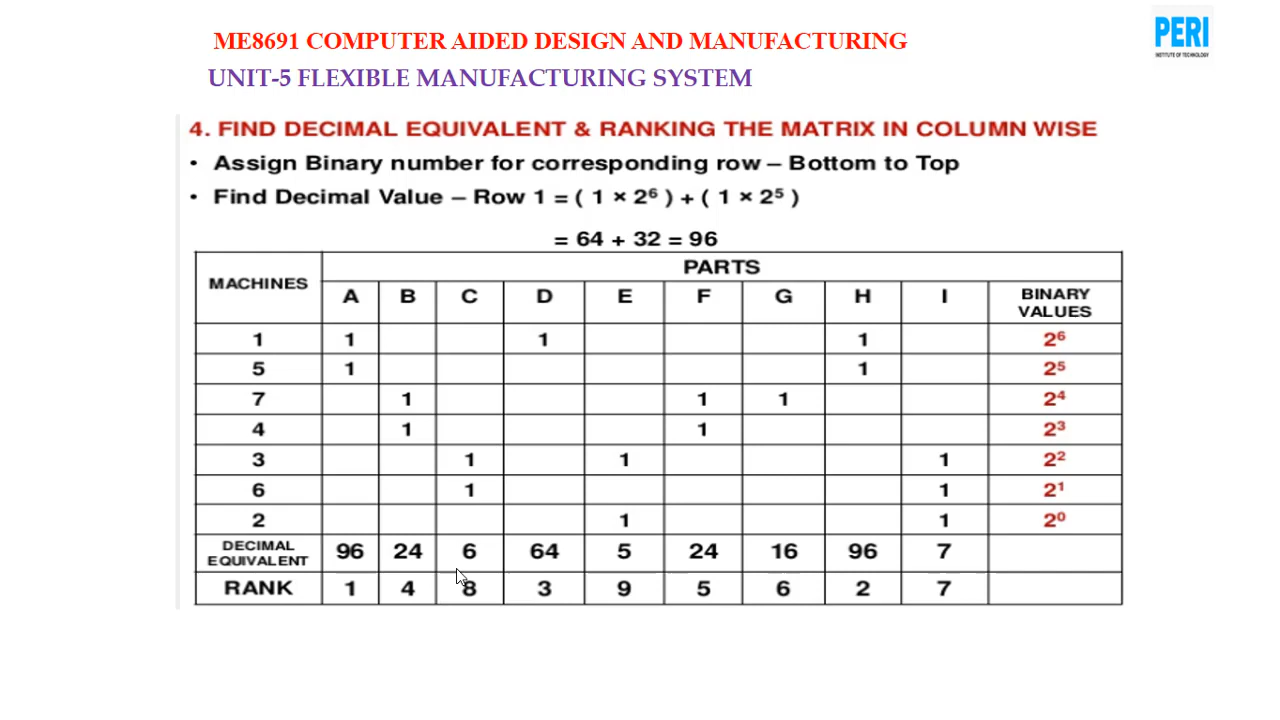 ME8691 COMPUTER AIDED DESIGN AND MANUFACTURING
PERI
INSTITUTE OF TECHNOLOGY
UNIT-5 FLEXIBLE MANUFACTURING SYSTEM
4. FIND DECIMAL EQUIVALENT & RANKING THE MATRIX IN COLUMN WISE
• Assign Binary number for corresponding row – Bottom to Top
• Find Decimal Value – Row 1 = ( 1 × 2⁶ ) + ( 1 × 2⁵ )
= 64 + 32 = 96
MACHINES PARTS
A B C D E F G H I BINARY VALUES
1 1 1 1 2⁶
5 1 1 2⁵
7 1 1 1 2⁴
4 1 1 2³
3 1 1 1 2²
6 1 1 2¹
2 1 1 2⁰
DECIMAL EQUIVALENT 96 24 6 64 5 24 16 96 7
RANK 1 4 8 3 9 5 6 2 7